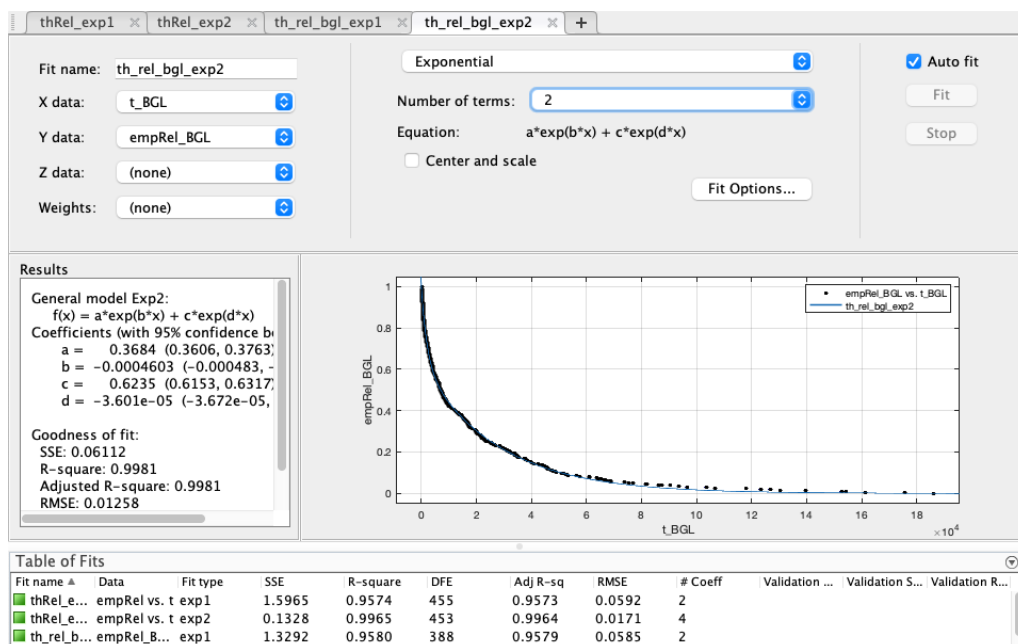 thRel_exp1 × thRel_exp2 × th_rel_bgl_exp1 × th_rel_bgl_exp2 × +
Fit name: th_rel_bgl_exp2
X data: t_BGL
Y data: empRel_BGL
Z data: (none)
Weights: (none)
Exponential
Number of terms: 2
Equation: a*exp(b*x) + c*exp(d*x)
Center and scale
Fit Options...
Auto fit
Fit
Stop
Results
General model Exp2:
f(x) = a*exp(b*x) + c*exp(d*x)
Coefficients (with 95% confidence b
a = 0.3684 (0.3606, 0.3763)
b = -0.0004603 (-0.000483, -
c = 0.6235 (0.6153, 0.6317)
d = -3.601e-05 (-3.672e-05,
Goodness of fit:
SSE: 0.06112
R-square: 0.9981
Adjusted R-square: 0.9981
RMSE: 0.01258
empRel_BGL vs. t_BGL
th_rel_bgl_exp2
1
0.8
0.6
0.4
0.2
0
empRel_BGL
0 2 4 6 8 10 12 14 16 18
×10^4
t_BGL
Table of Fits
Fit name Data Fit type SSE R-square DFE Adj R-sq RMSE # Coeff Validation ... Validation S... Validation R...
thRel_e... empRel vs. t exp1 1.5965 0.9574 455 0.9573 0.0592 2
thRel_e... empRel vs. t exp2 0.1328 0.9965 453 0.9964 0.0171 4
th_rel_b... empRel_B... exp1 1.3292 0.9580 388 0.9579 0.0585 2